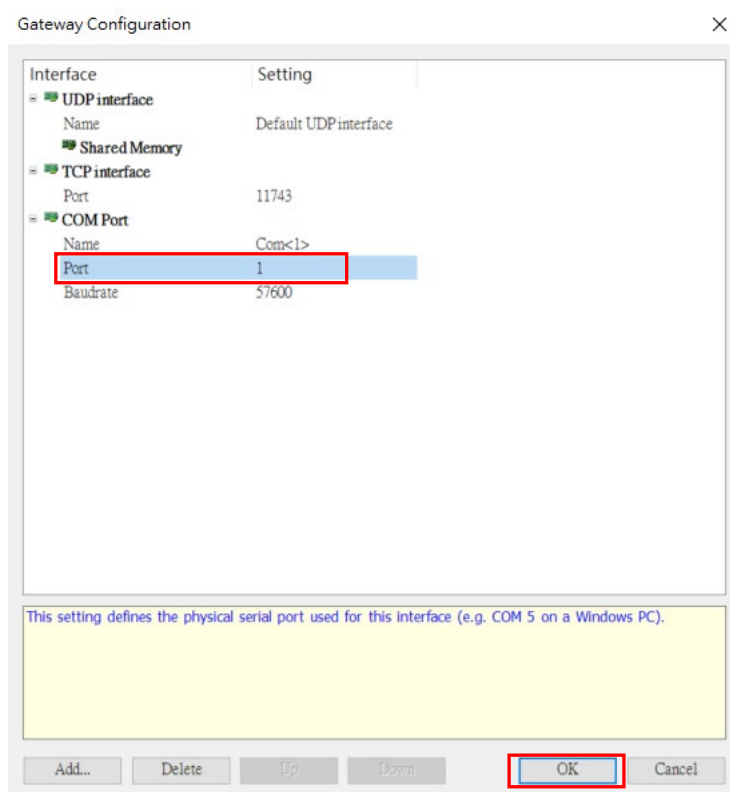 Gateway Configuration
Interface Setting
UDP interface
Name Default UDP interface
Shared Memory
TCP interface
Port 11743
COM Port
Name Com<1>
Port 1
Baudrate 57600
This setting defines the physical serial port used for this interface (e.g. COM 5 on a Windows PC).
Add... Delete Up Down OK Cancel